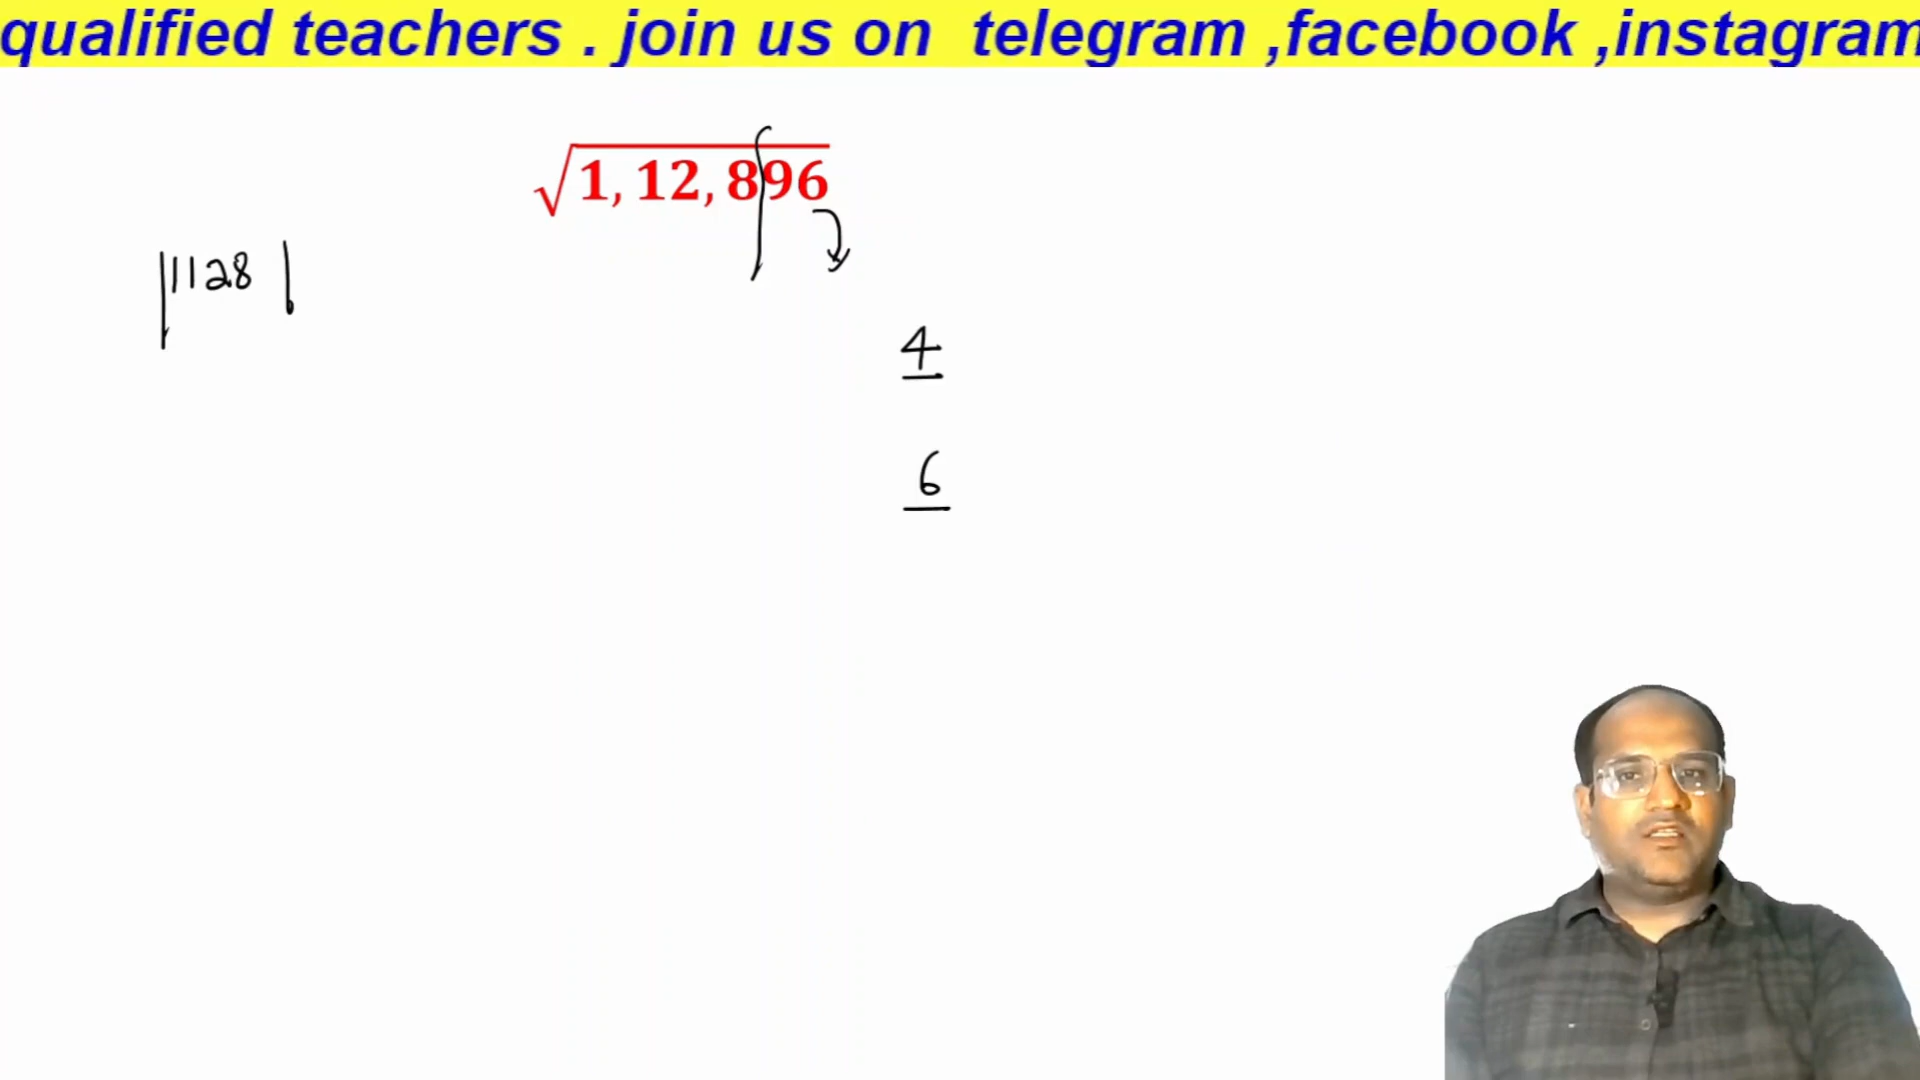 qualified teachers . join us on telegram ,facebook ,instagram
√1,12,896
1128
4
6